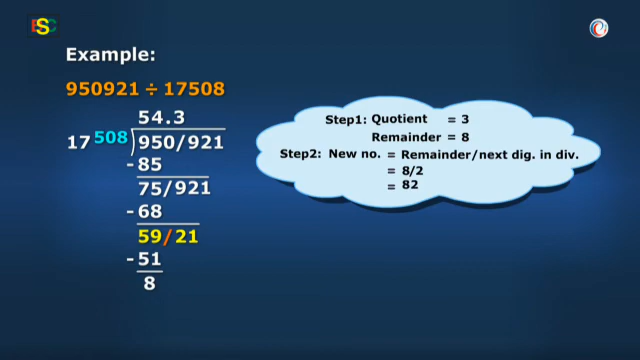 ESC
Example:
950921 ÷ 17508
54.3
17 508 950/921
-85
75/921
-68
59/21
-51
8
Step1: Quotient = 3
Remainder = 8
Step2: New no. = Remainder/next dig. in div.
= 8/2
= 82